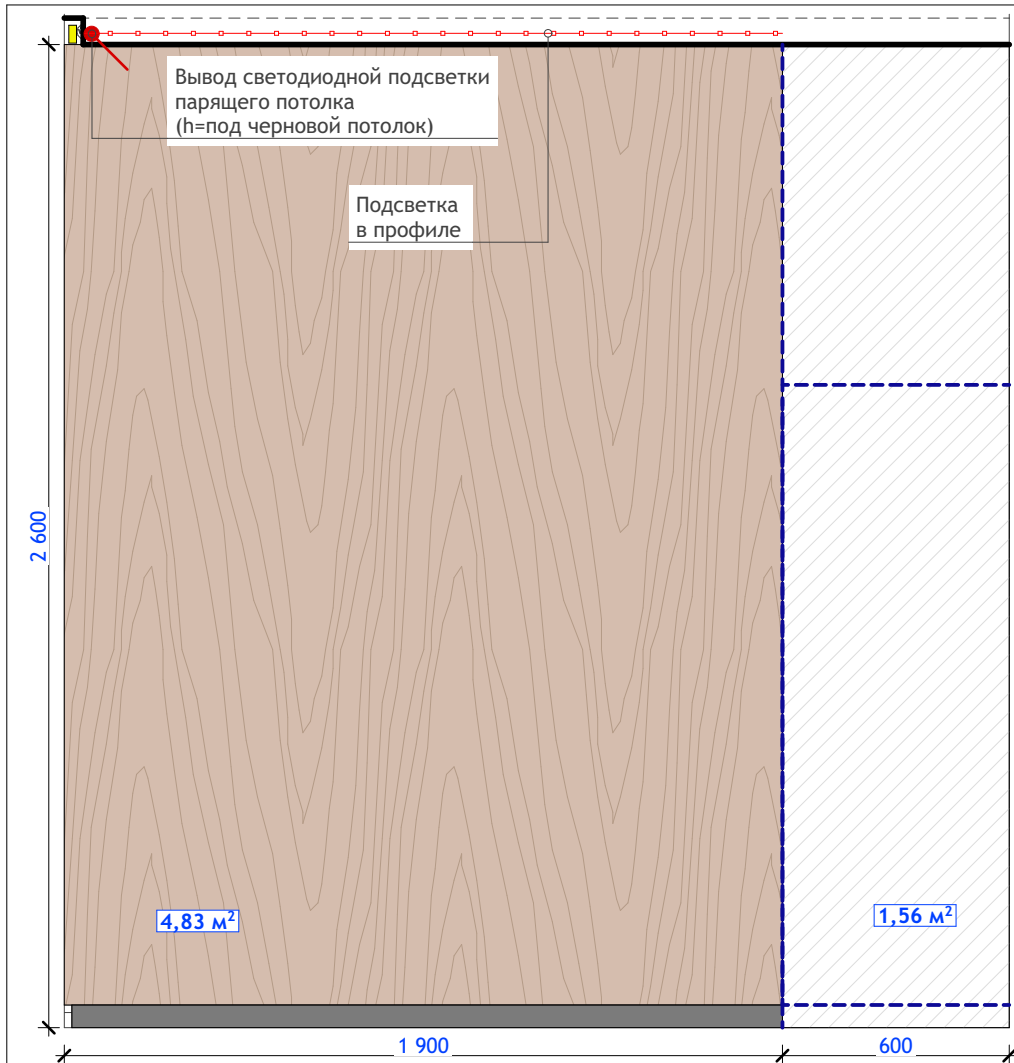 Вывод светодиодной подсветки
парящего потолка
(h=под черновой потолок)
Подсветка
в профиле
2 600
4,83 м²
1,56 м²
1 900
600